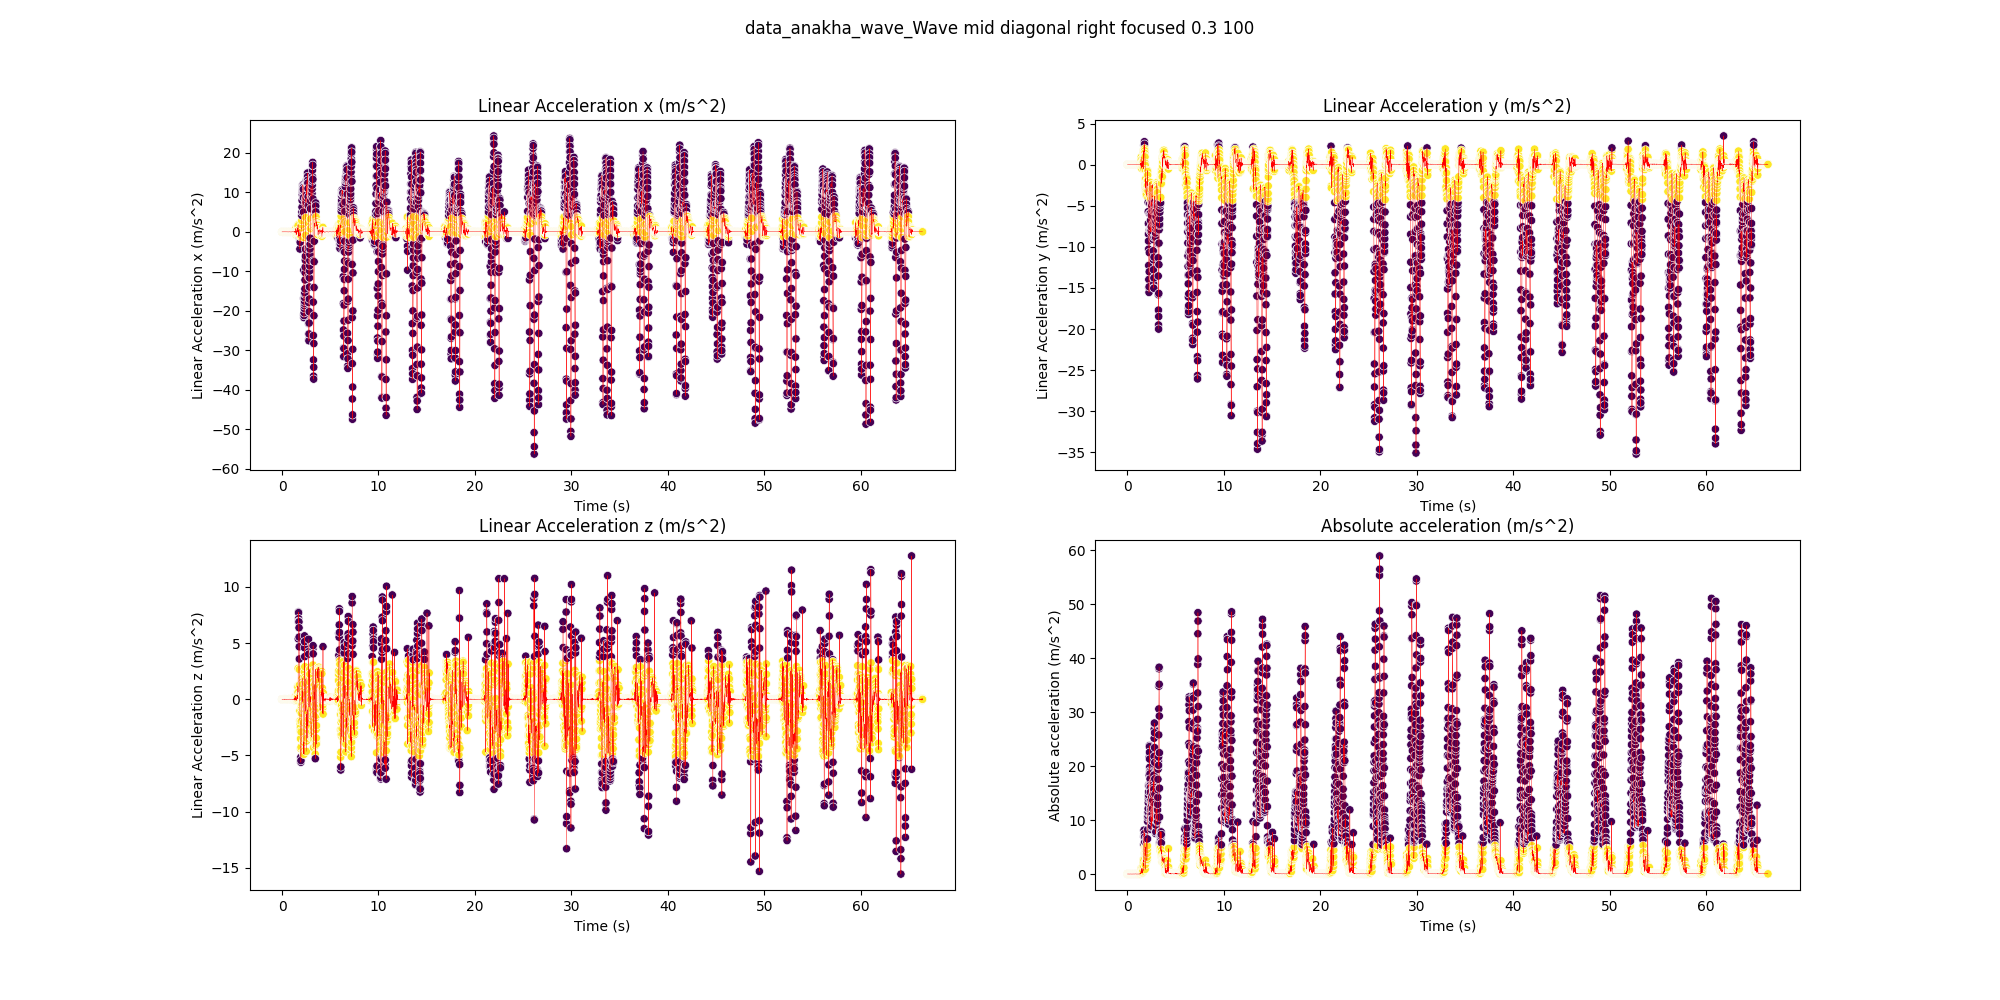 data_anakha_wave_Wave mid diagonal right focused 0.3 100
Linear Acceleration x (m/s^2)
Linear Acceleration x (m/s^2)
20
10
0
−10
−20
−30
−40
−50
−60
0 10 20 30 40 50 60
Time (s)
Linear Acceleration y (m/s^2)
Linear Acceleration y (m/s^2)
5
0
−5
−10
−15
−20
−25
−30
−35
0 10 20 30 40 50 60
Time (s)
Linear Acceleration z (m/s^2)
Linear Acceleration z (m/s^2)
10
5
0
−5
−10
−15
0 10 20 30 40 50 60
Time (s)
Absolute acceleration (m/s^2)
Absolute acceleration (m/s^2)
60
50
40
30
20
10
0
0 10 20 30 40 50 60
Time (s)